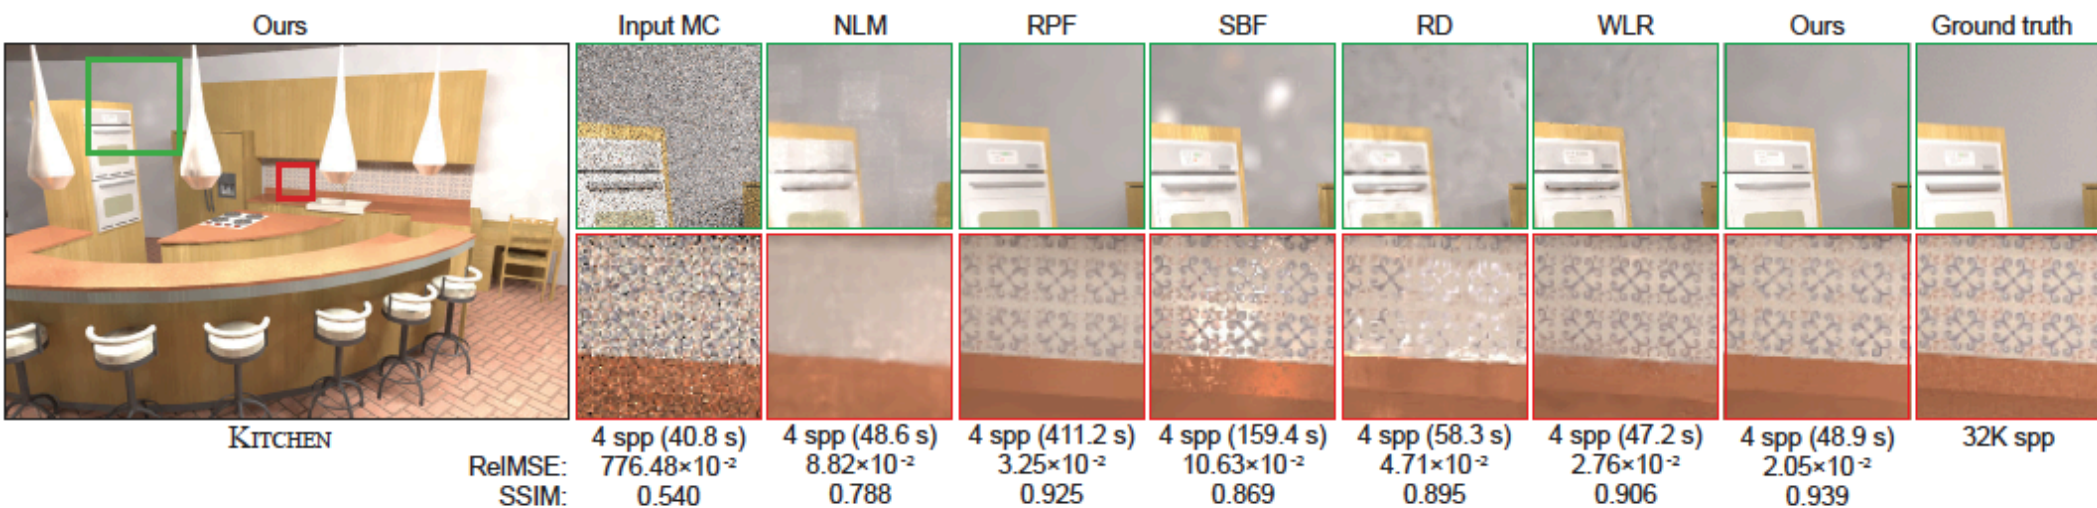 Ours Input MC NLM RPF SBF RD WLR Ours Ground truth
KITCHEN 4 spp (40.8 s) 4 spp (48.6 s) 4 spp (411.2 s) 4 spp (159.4 s) 4 spp (58.3 s) 4 spp (47.2 s) 4 spp (48.9 s) 32K spp
RelMSE: 776.48×10⁻² 8.82×10⁻² 3.25×10⁻² 10.63×10⁻² 4.71×10⁻² 2.76×10⁻² 2.05×10⁻²
SSIM: 0.540 0.788 0.925 0.869 0.895 0.906 0.939